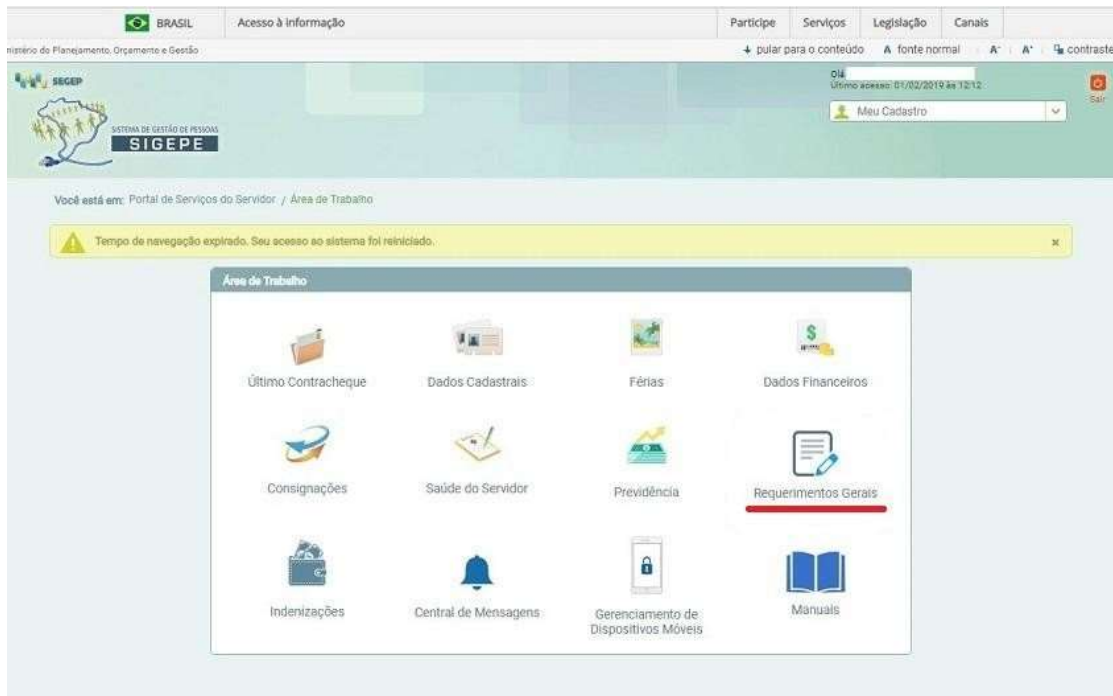 BRASIL Acesso à informação Participe Serviços Legislação Canais
nistério do Planejamento, Orçamento e Gestão pular para o conteúdo A fonte normal A- A+ contraste
SEGEP
Olá
Último acesso: 01/02/2019 às 12:12
Sair
Meu Cadastro
SISTEMA DE GESTÃO DE PESSOAS
SIGEPE
Você está em: Portal de Serviços do Servidor / Área de Trabalho
Tempo de navegação expirado. Seu acesso ao sistema foi reiniciado.
Área de Trabalho
Último Contracheque Dados Cadastrais Férias Dados Financeiros
Consignações Saúde do Servidor Previdência Requerimentos Gerais
Indenizações Central de Mensagens Gerenciamento de Dispositivos Móveis Manuais